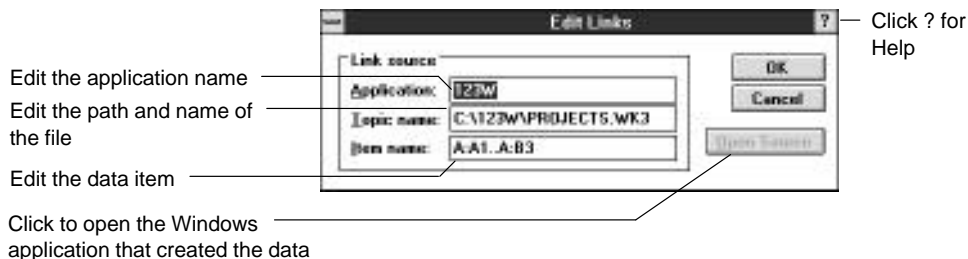 Edit Links
?
Click ? for
Help
Link source
OK
Edit the application name
Application: 123W
Cancel
Edit the path and name of
the file
Topic name: C:\123W\PROJECTS.WK3
Item name: A:A1..A:B3
Open Source
Edit the data item
Click to open the Windows
application that created the data